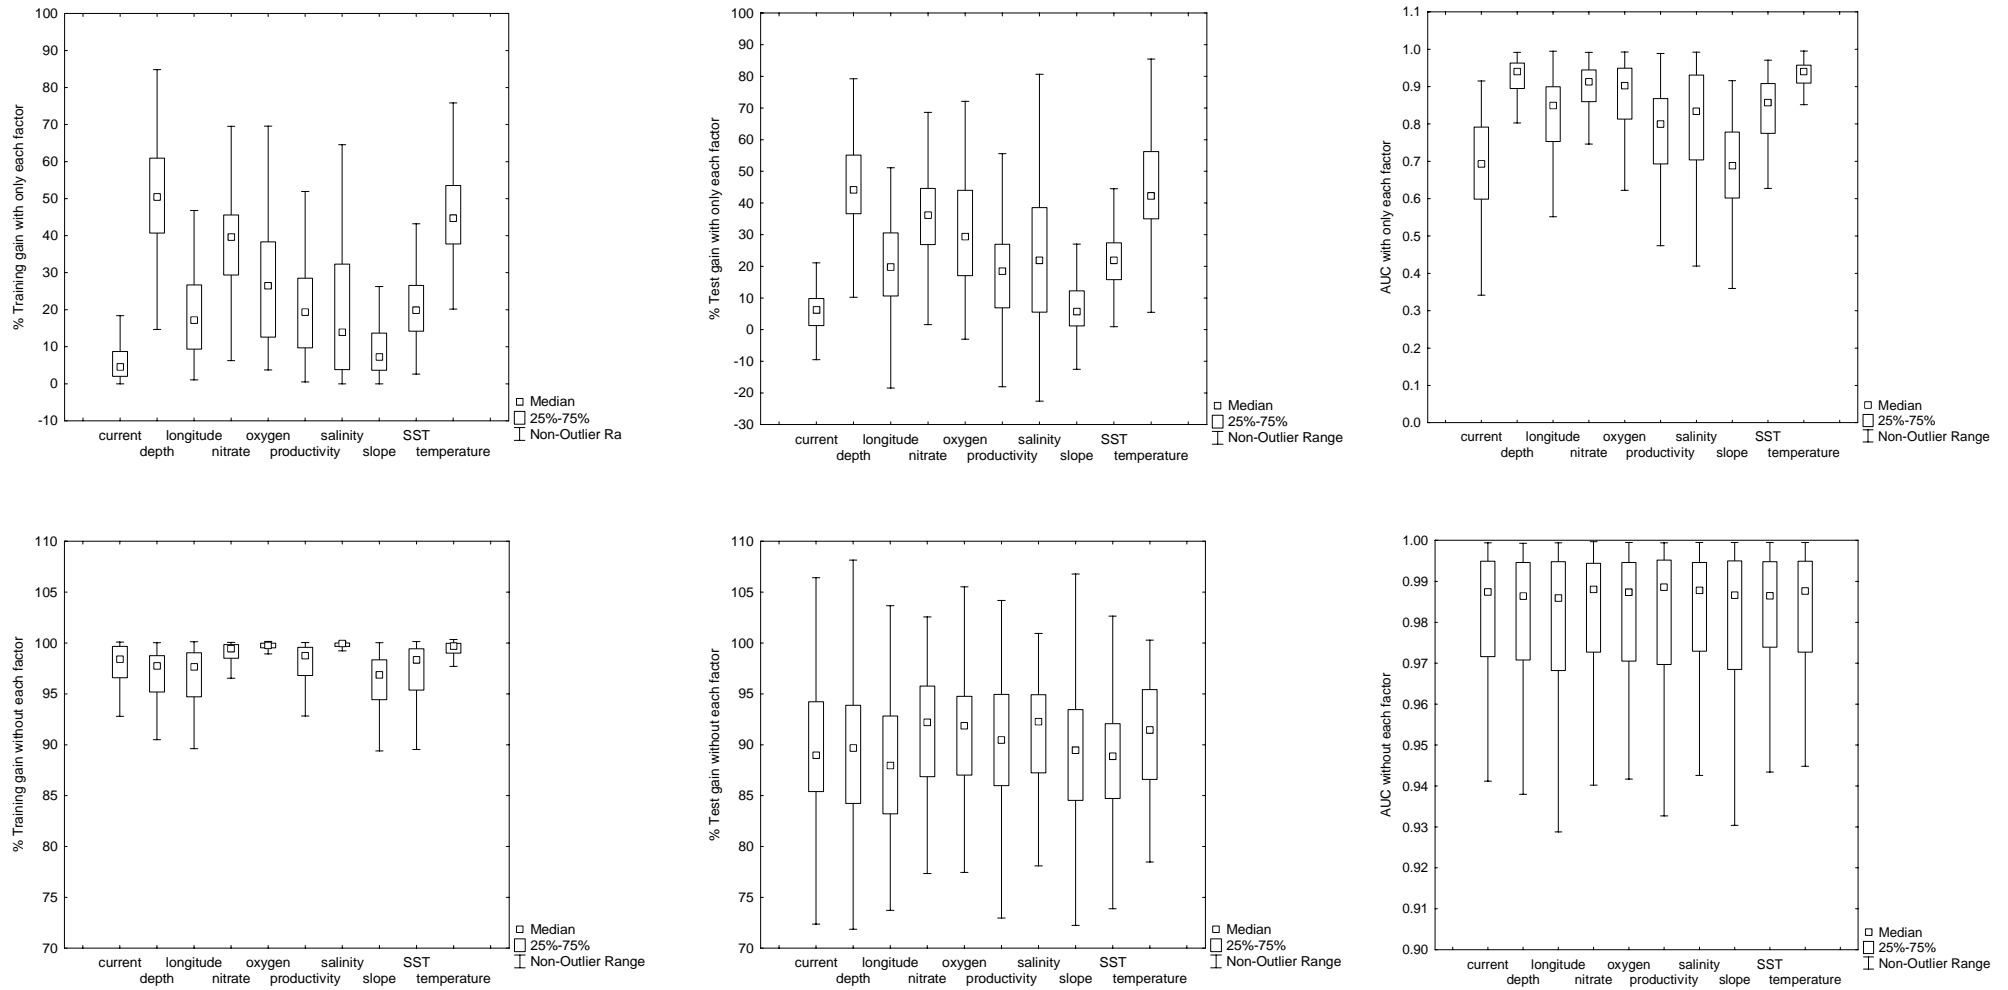 % Training gain with only each factor
100
90
80
70
60
50
40
30
20
10
0
-10
current longitude oxygen salinity SST
depth nitrate productivity slope temperature
Median
25%-75%
Non-Outlier Ra
% Test gain with only each factor
100
90
80
70
60
50
40
30
20
10
0
-10
-20
-30
current longitude oxygen salinity SST
depth nitrate productivity slope temperature
Median
25%-75%
Non-Outlier Range
AUC with only each factor
1.1
1.0
0.9
0.8
0.7
0.6
0.5
0.4
0.3
0.2
0.1
0.0
current longitude oxygen salinity SST
depth nitrate productivity slope temperature
Median
25%-75%
Non-Outlier Range
% Training gain without each factor
110
105
100
95
90
85
80
75
70
current longitude oxygen salinity SST
depth nitrate productivity slope temperature
Median
25%-75%
Non-Outlier Range
% Test gain without each factor
110
105
100
95
90
85
80
75
70
current longitude oxygen salinity SST
depth nitrate productivity slope temperature
Median
25%-75%
Non-Outlier Range
AUC without each factor
1.00
0.99
0.98
0.97
0.96
0.95
0.94
0.93
0.92
0.91
0.90
current longitude oxygen salinity SST
depth nitrate productivity slope temperature
Median
25%-75%
Non-Outlier Range